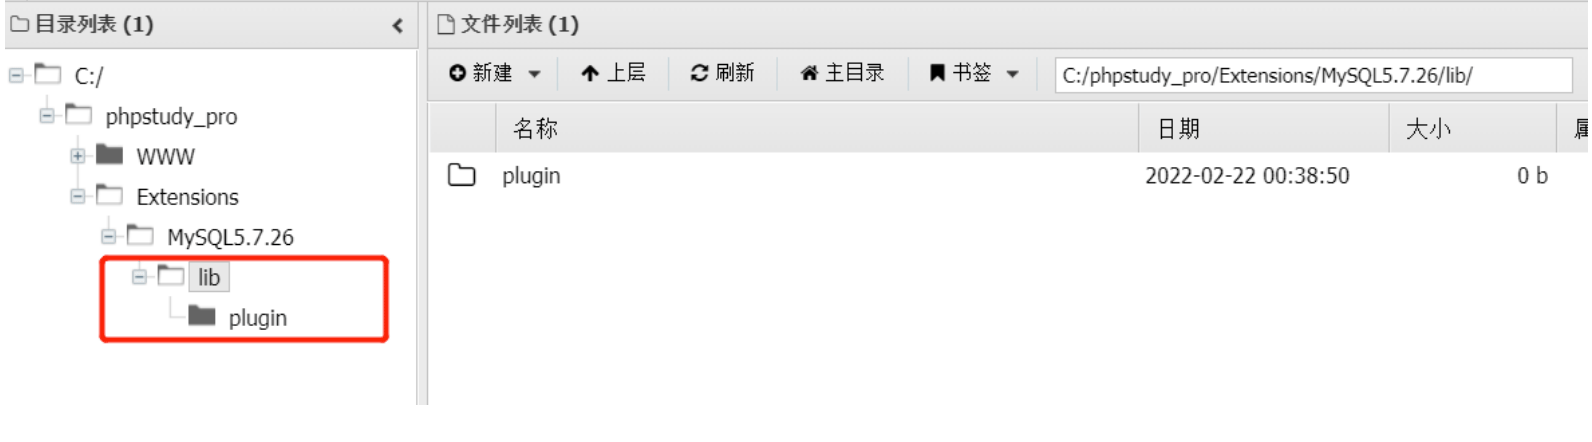 目录列表 (1)
C:/
phpstudy_pro
WWW
Extensions
MySQL5.7.26
lib
plugin
文件列表 (1)
新建 上层 刷新 主目录 书签 C:/phpstudy_pro/Extensions/MySQL5.7.26/lib/
名称 日期 大小
plugin 2022-02-22 00:38:50 0 b